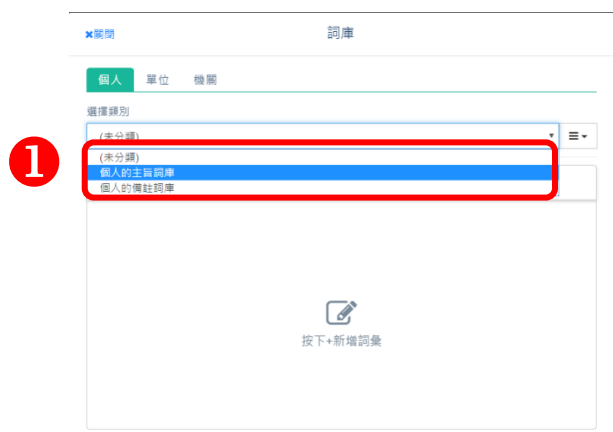 ×關閉
詞庫
個人 單位 機關
選擇類別
(未分類)
1
(未分類)
個人的主旨詞庫
個人的備註詞庫
按下+新增詞彙